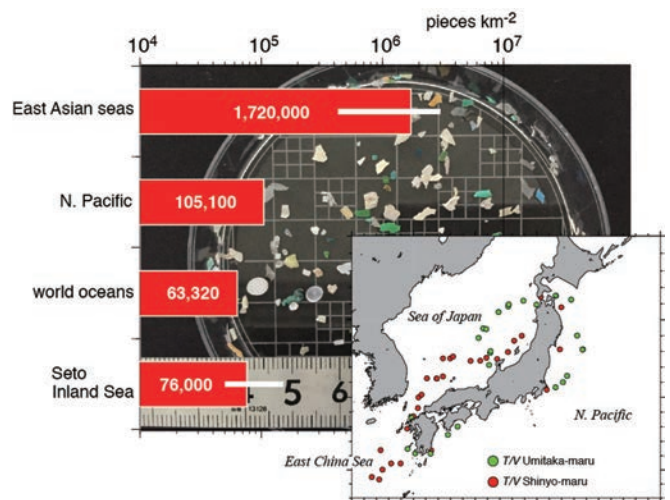 pieces km-2
10^4 10^5 10^6 10^7
East Asian seas
1,720,000
N. Pacific
105,100
world oceans
63,320
Seto
Inland Sea
76,000
5 6
13128
Sea of Japan
N. Pacific
East China Sea
T/V Umitaka-maru
T/V Shinyo-maru